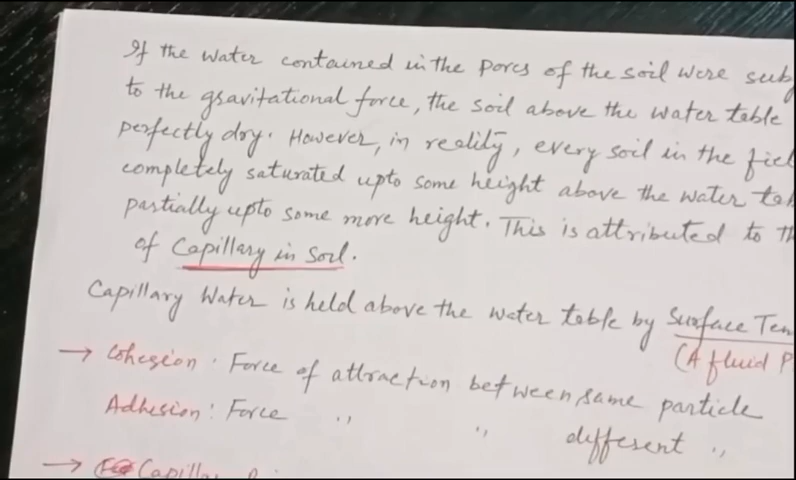 If the water contained in the pores of the soil were sub
to the gravitational force, the soil above the water table
perfectly dry. However, in reality, every soil in the fiel
completely saturated upto some height above the water ta
partially upto some more height. This is attributed to th
of Capillary in Soil.
Capillary Water is held above the water table by Surface Ten
(A fluid P
→ Cohesion : Force of attraction between same particle
Adhesion : Force ,, ,, different ,,
→ Capillar